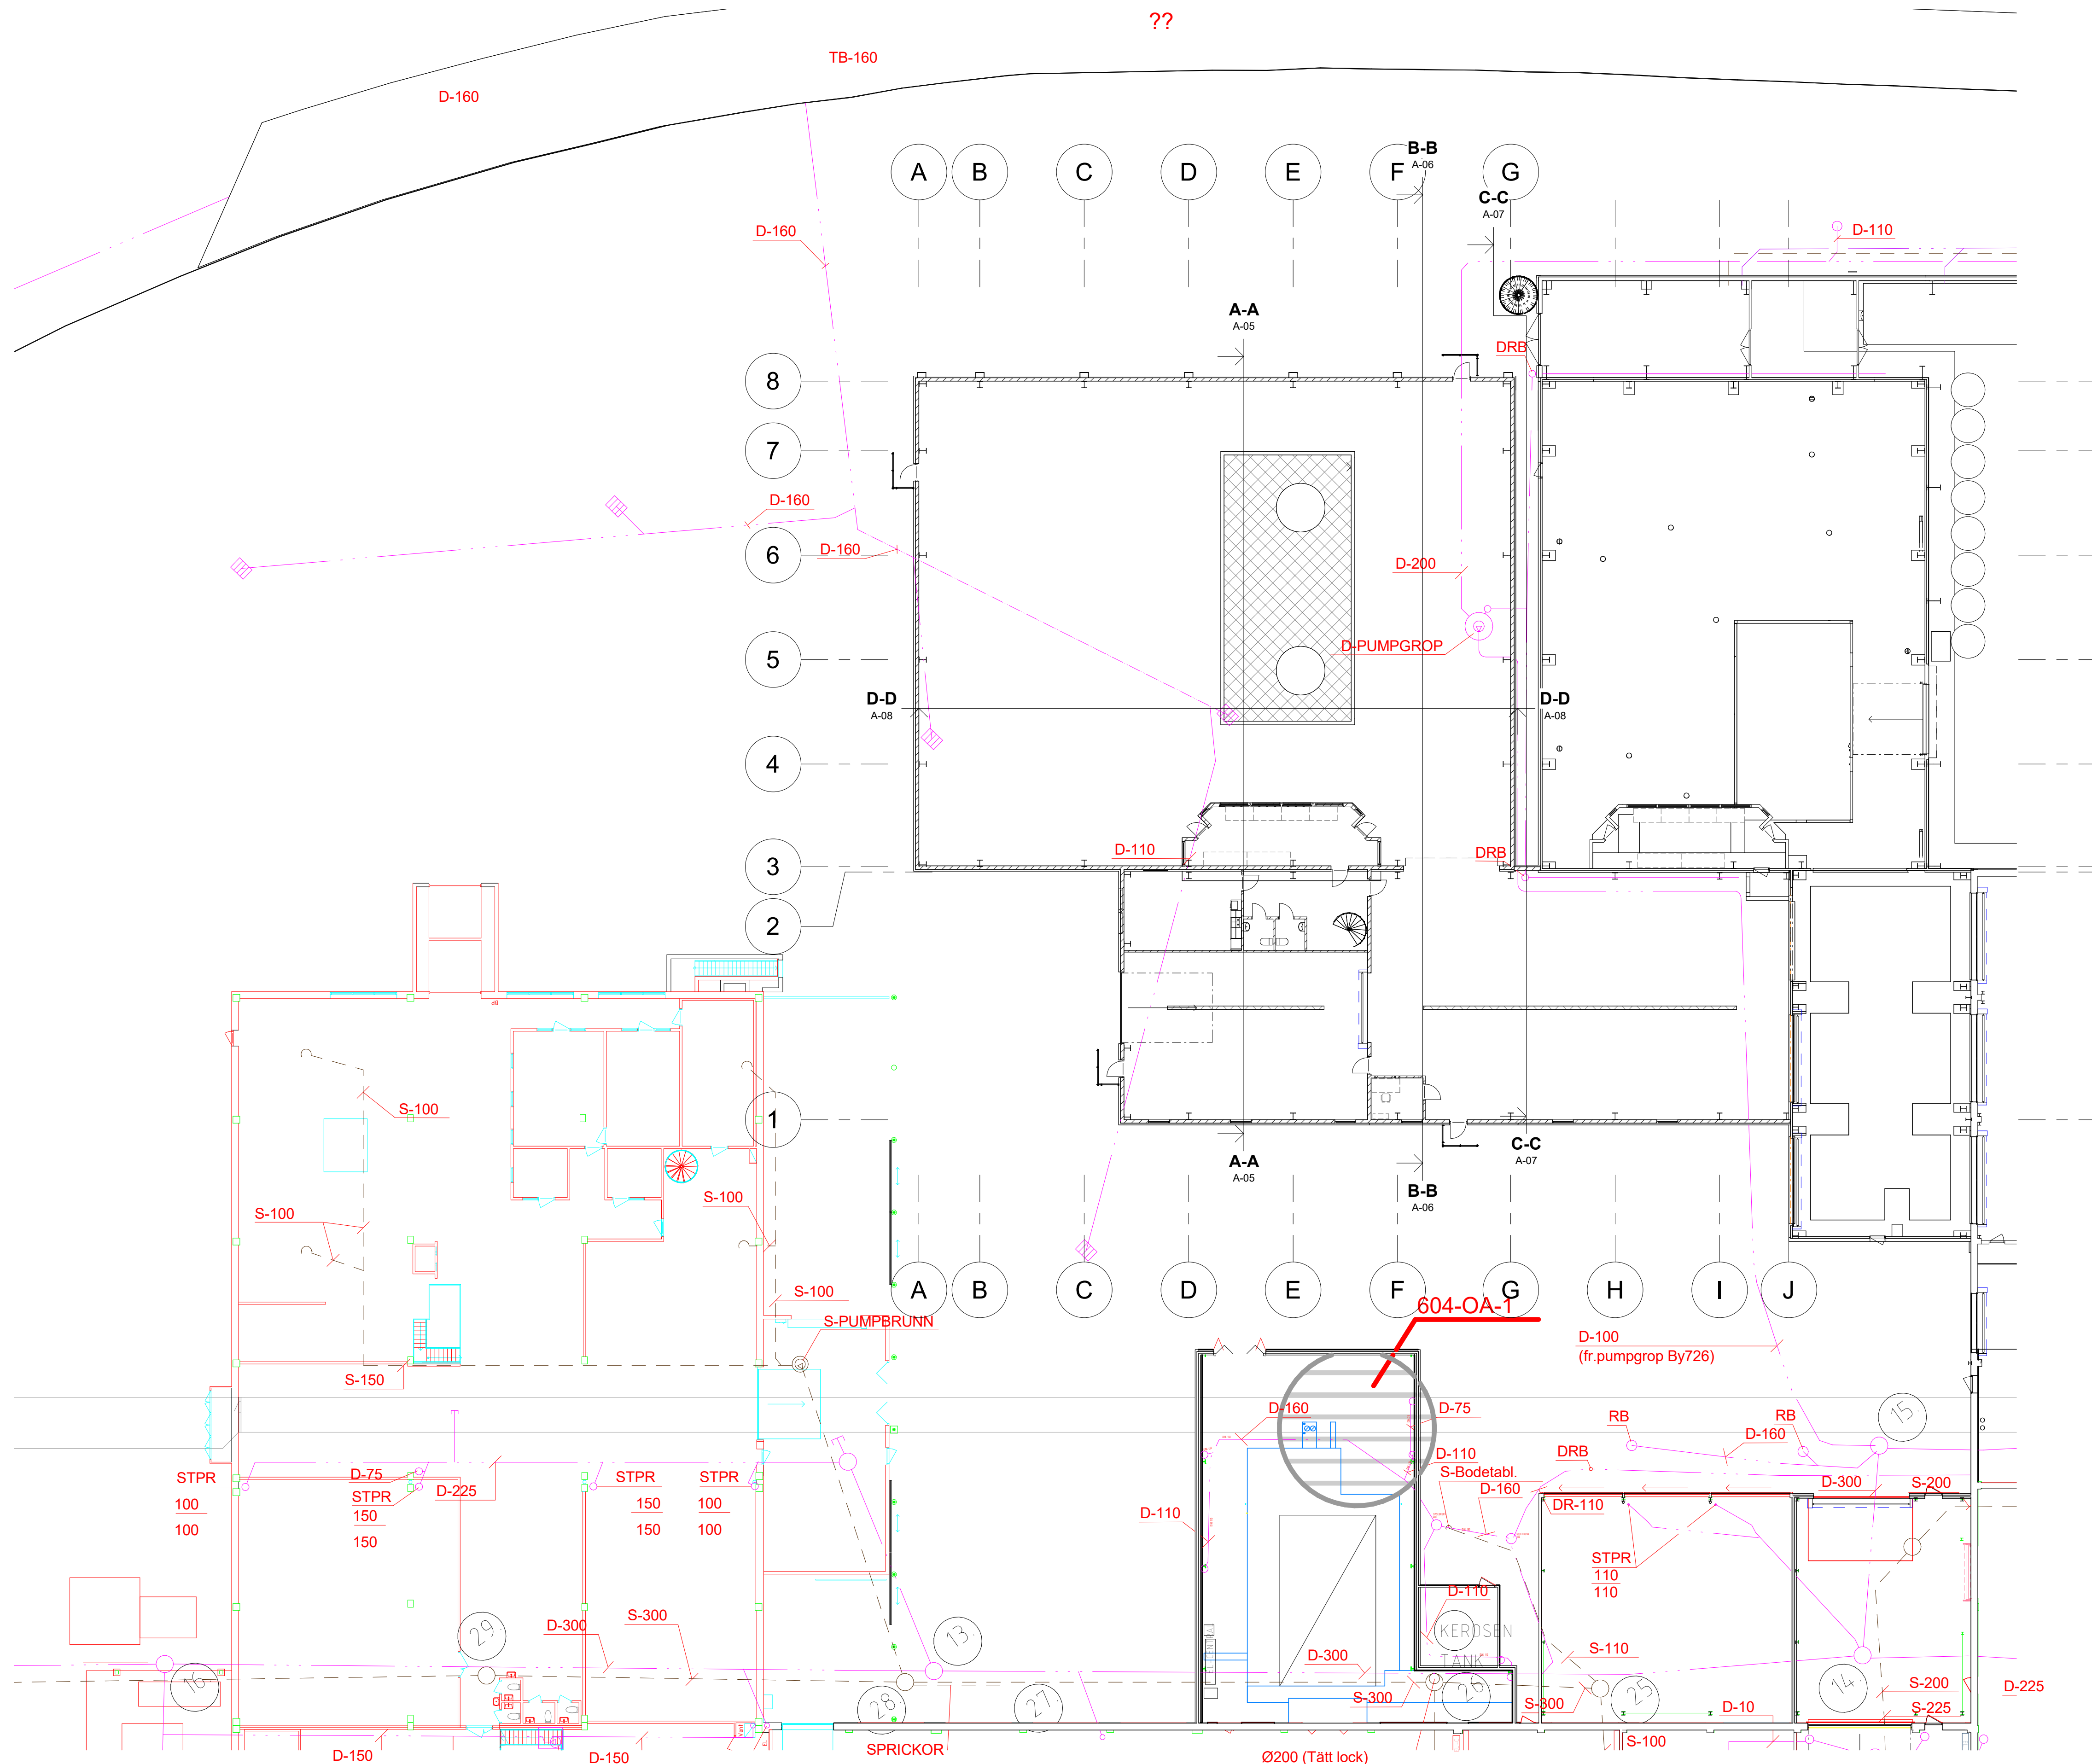 ??
TB-160
D-160
A
B
C
D
E
F
B-B
A-06
G
C-C
A-07
D-160
D-110
A-A
A-05
DRB
8
7
D-160
6
D-160
D-200
D-PUMPGROP
5
D-D
A-08
D-D
A-08
4
D-110
DRB
3
2
S-100
1
C-C
A-07
A-A
A-05
B-B
A-06
S-100
S-100
A
B
C
D
E
F
G
H
I
J
S-100
604-OA-1
S-PUMPBRUNN
D-100
(fr.pumpgrop By726)
S-150
D-160
D-75
RB
RB
15
D-160
D-110
DRB
STPR
100
100
D-75
STPR
150
150
D-225
STPR
150
150
STPR
100
100
S-Bodetabl.
D-160
D-300
S-200
D-110
DR-110
STPR
110
110
D-110
KEROSEN
TANK
29
D-300
S-300
13
D-300
S-110
16
28
27
S-300
26
S-300
25
14
S-200
D-225
D-10
S-225
D-150
D-150
SPRICKOR
Ø200 (Tätt lock)
S-100